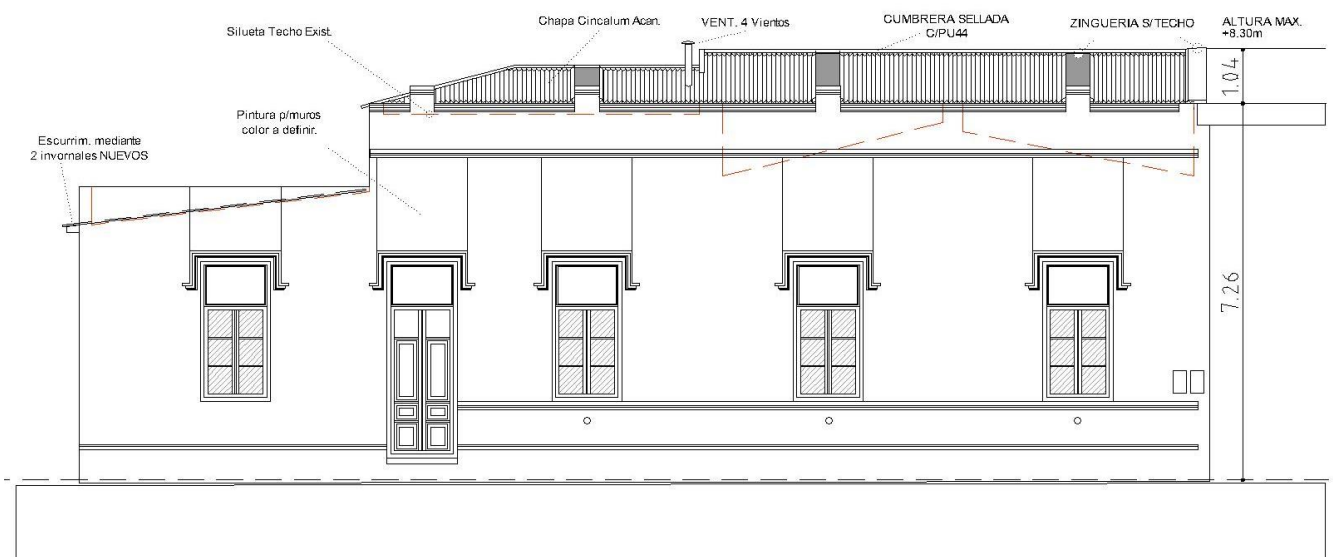 Silueta Techo Exist.
Chapa Cincalum Acan.
VENT. 4 Vientos
CUMBRERA SELLADA
C/PU44
ZINGUERIA S/TECHO
ALTURA MAX.
+8.30m
1.04
Pintura p/muros
color a definir.
Escurrim. mediante
2 invornales NUEVOS
7.26